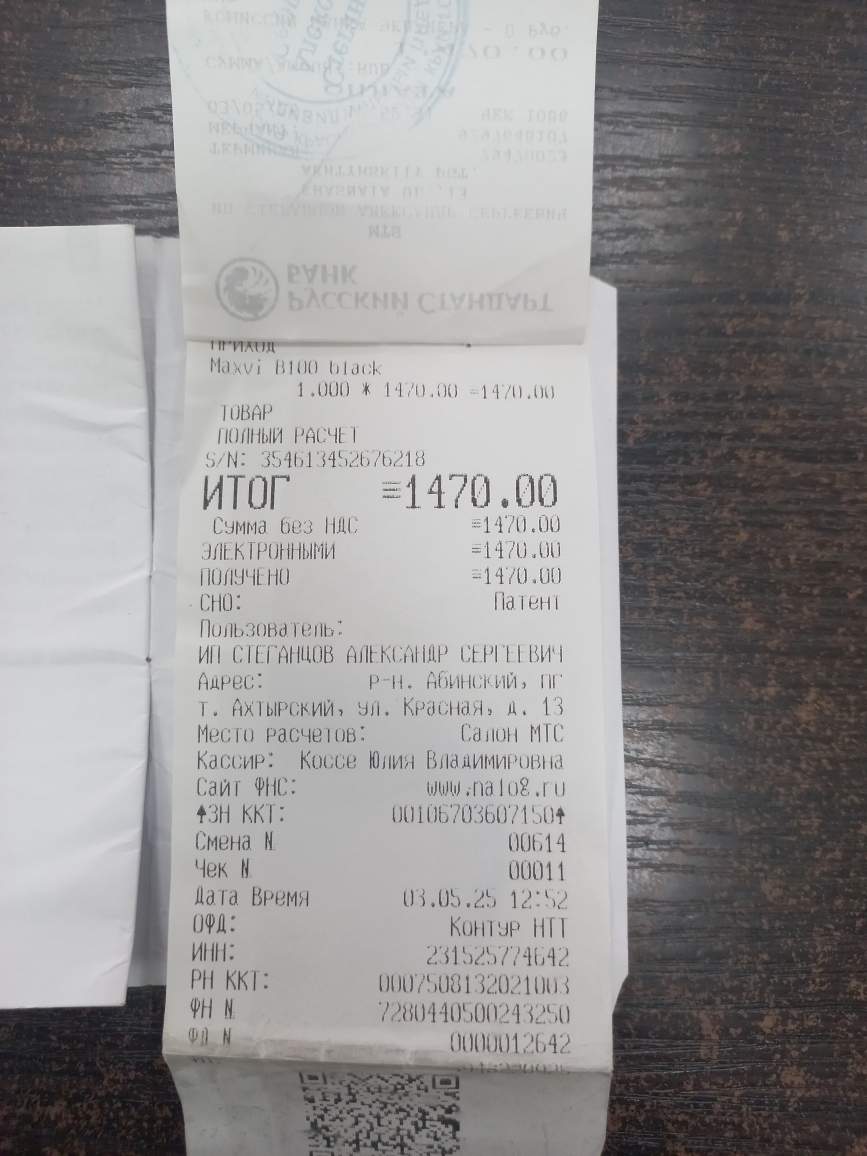 БАНК
РУССКИЙ СТАНДАРТ
ПРИХОД
Maxvi B100 black
1.000 * 1470.00 =1470.00
ТОВАР
ПОЛНЫЙ РАСЧЕТ
S/N: 354613452676218
ИТОГ =1470.00
Сумма без НДС =1470.00
ЭЛЕКТРОННЫМИ =1470.00
ПОЛУЧЕНО =1470.00
СНО: Патент
Пользователь:
ИП СТЕГАНЦОВ АЛЕКСАНДР СЕРГЕЕВИЧ
Адрес: р-н. Абинский, пг
т. Ахтырский, ул. Красная, д. 13
Место расчетов: Салон МТС
Кассир: Коссе Юлия Владимировна
Сайт ФНС: www.nalog.ru
ЗН ККТ: 00106703607150
Смена N 00614
Чек N 00011
Дата Время 03.05.25 12:52
ОФД: Контур НТТ
ИНН: 231525774642
РН ККТ: 0007508132021003
ФН N 7280440500243250
ФД N 0000012642